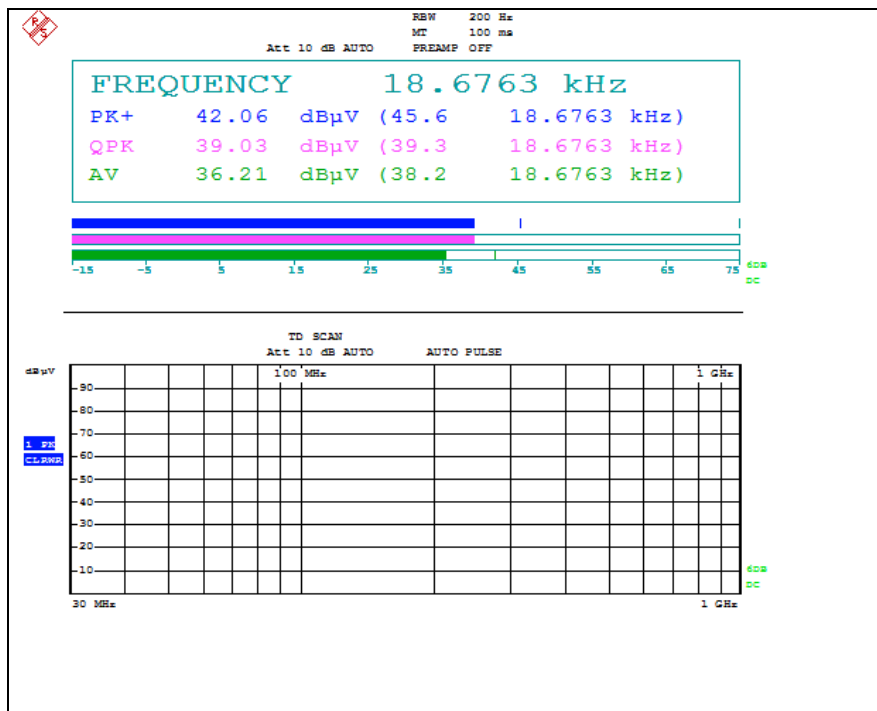 R
S
RBW 200 Hz
MT 100 ms
Att 10 dB AUTO PREAMP OFF
FREQUENCY 18.6763 kHz
PK+ 42.06 dBµV (45.6 18.6763 kHz)
QPK 39.03 dBµV (39.3 18.6763 kHz)
AV 36.21 dBµV (38.2 18.6763 kHz)
-15 -5 5 15 25 35 45 55 65 75
6DB
DC
TD SCAN
Att 10 dB AUTO AUTO PULSE
dBµV
100 MHz 1 GHz
90
80
70
1 PK
60
CLRWR
50
40
30
20
10
6DB
DC
30 MHz 1 GHz